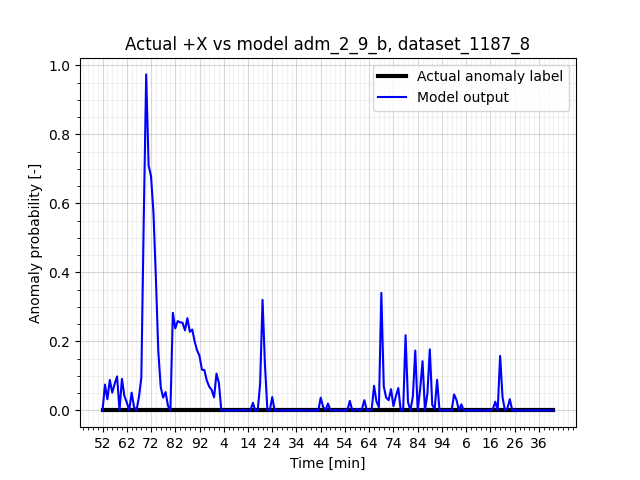 Actual +X vs model adm_2_9_b, dataset_1187_8
Actual anomaly label
Model output
Anomaly probability [-]
1.0
0.8
0.6
0.4
0.2
0.0
52 62 72 82 92 4 14 24 34 44 54 64 74 84 94 6 16 26 36
Time [min]